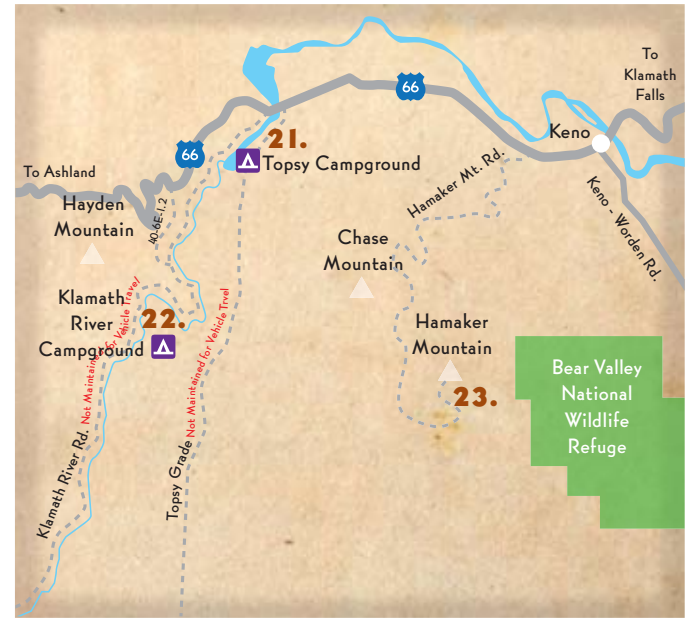 To
Klamath
Falls
66
Keno
21.
66
Topsy Campground
To Ashland
Hamaker Mt. Rd.
Keno - Worden Rd.
Hayden
Mountain
40-6E-1.2
Chase
Mountain
Klamath
River
Campground
22.
Not Maintained for Vehicle Travel
Not Maintained for Vehicle Trvel
Hamaker
Mountain
23.
Bear Valley
National
Wildlife
Refuge
Klamath River Rd.
Topsy Grade